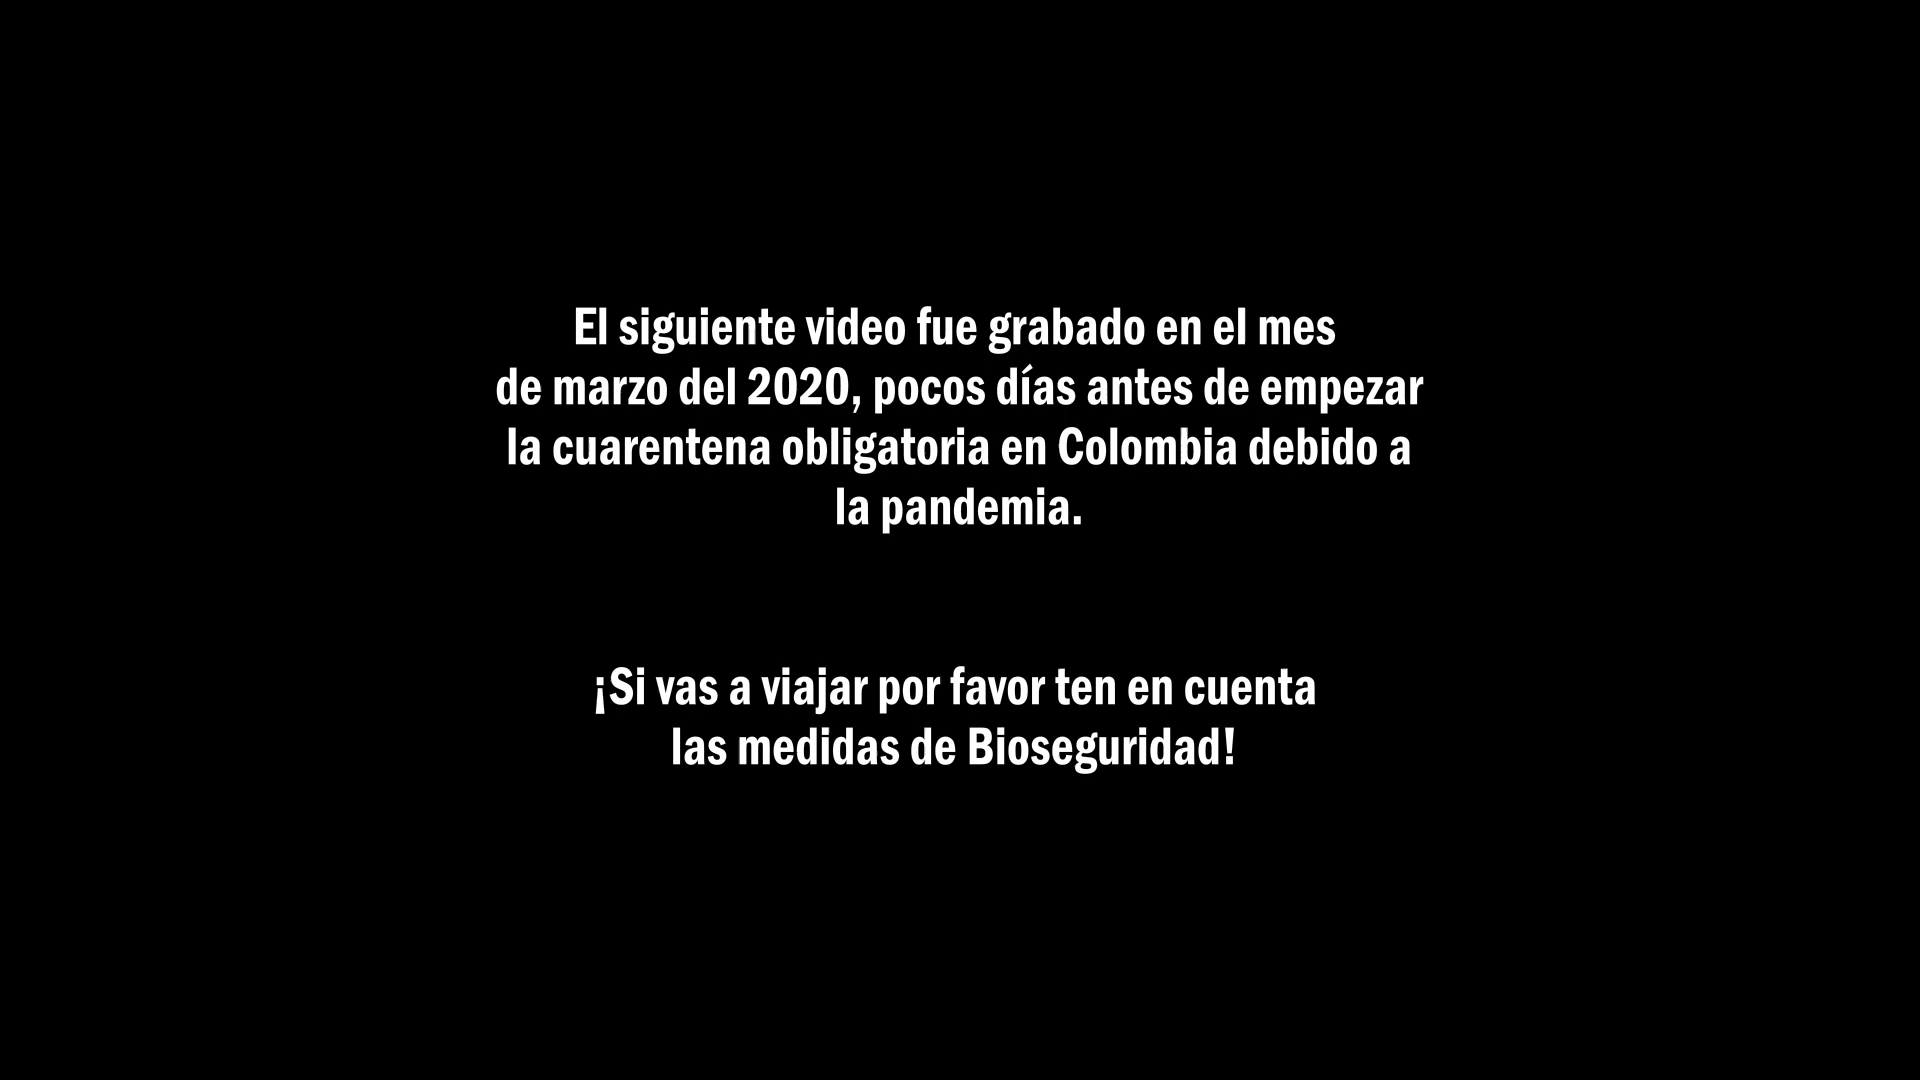 El siguiente video fue grabado en el mes
de marzo del 2020, pocos días antes de empezar
la cuarentena obligatoria en Colombia debido a
la pandemia.
¡Si vas a viajar por favor ten en cuenta
las medidas de Bioseguridad!